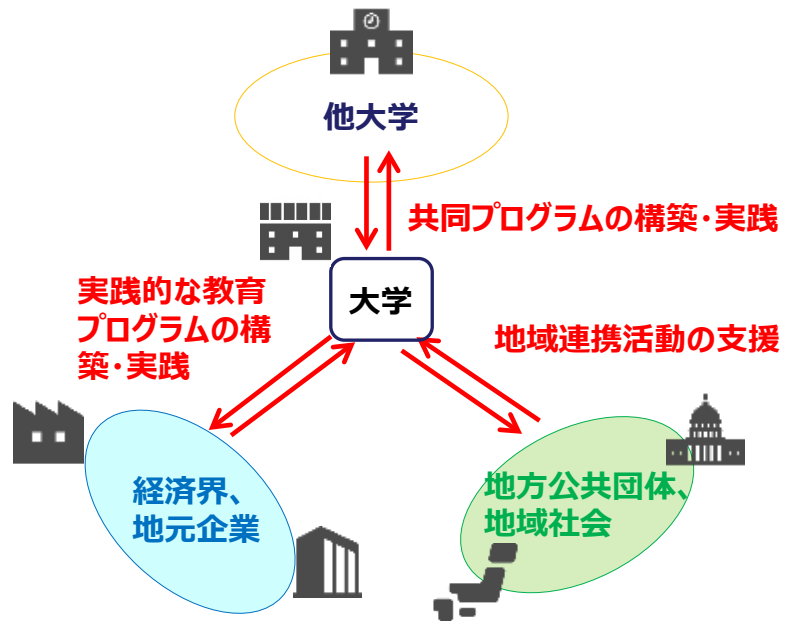 他大学
共同プログラムの構築・実践
大学
実践的な教育
プログラムの構
築・実践
地域連携活動の支援
経済界、
地元企業
地方公共団体、
地域社会